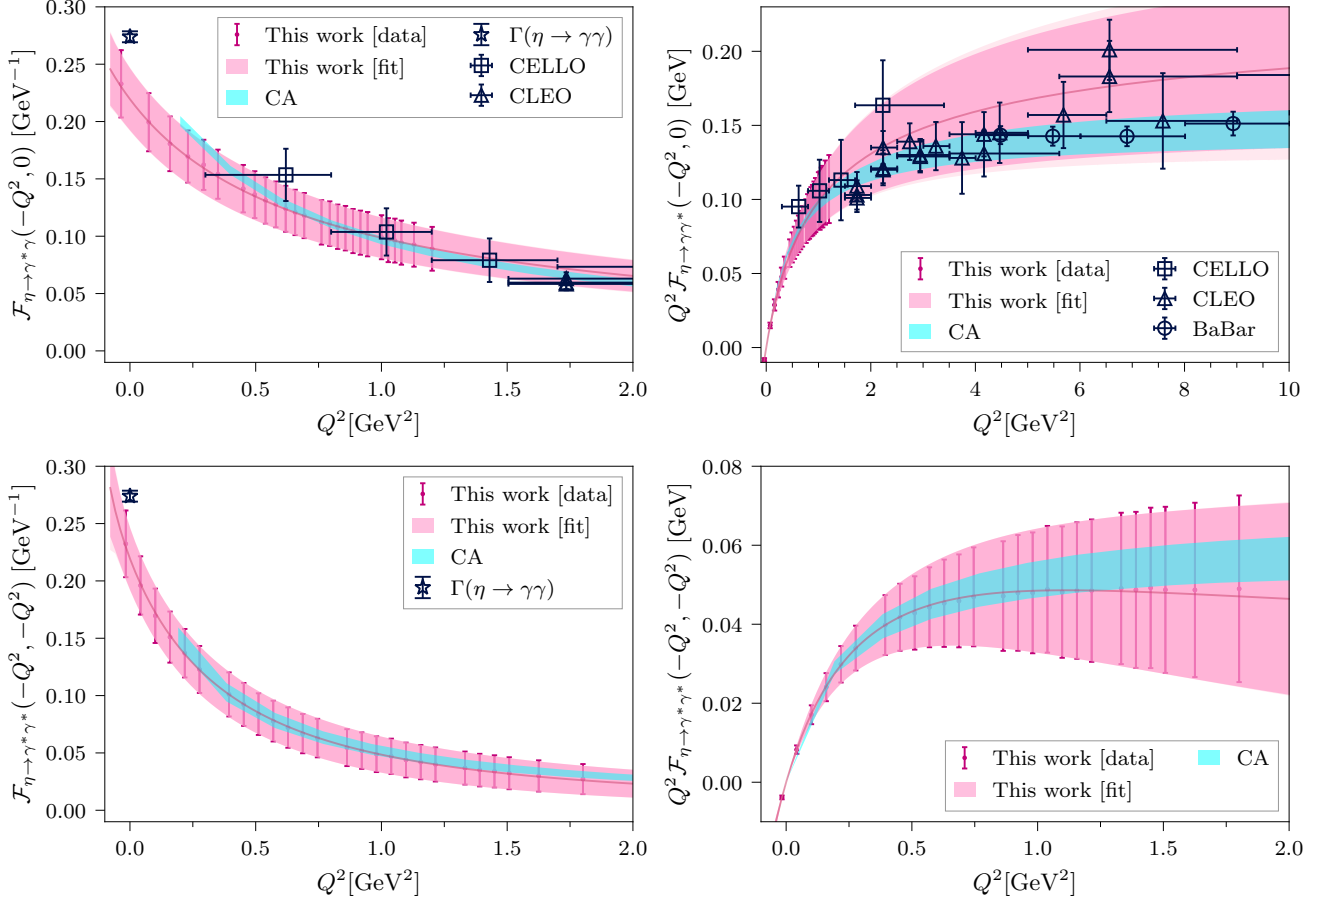 0.30
0.25
0.20
0.15
0.10
0.05
0.00
F_{η→γ*γ}(−Q², 0) [GeV⁻¹]
This work [data]
This work [fit]
CA
Γ(η → γγ)
CELLO
CLEO
0.0 0.5 1.0 1.5 2.0
Q²[GeV²]
0.20
0.15
0.10
0.05
0.00
Q²F_{η→γγ*}(−Q², 0) [GeV]
This work [data]
This work [fit]
CA
CELLO
CLEO
BaBar
0 2 4 6 8 10
Q²[GeV²]
0.30
0.25
0.20
0.15
0.10
0.05
0.00
F_{η→γ*γ*}(−Q², −Q²) [GeV⁻¹]
This work [data]
This work [fit]
CA
Γ(η → γγ)
0.0 0.5 1.0 1.5 2.0
Q²[GeV²]
0.08
0.06
0.04
0.02
0.00
Q²F_{η→γ*γ*}(−Q², −Q²) [GeV]
This work [data]
This work [fit]
CA
0.0 0.5 1.0 1.5 2.0
Q²[GeV²]